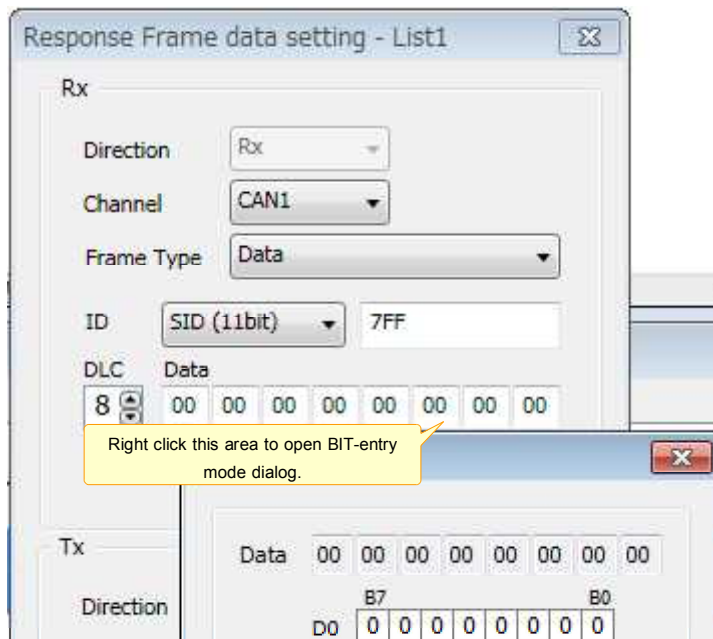 Response Frame data setting - List1
Rx
Direction Rx
Channel CAN1
Frame Type Data
ID SID (11bit) 7FF
DLC Data
8 00 00 00 00 00 00 00 00
Right click this area to open BIT-entry
mode dialog.
Tx
Direction
Data 00 00 00 00 00 00 00 00
B7 B0
D0 0 0 0 0 0 0 0 0